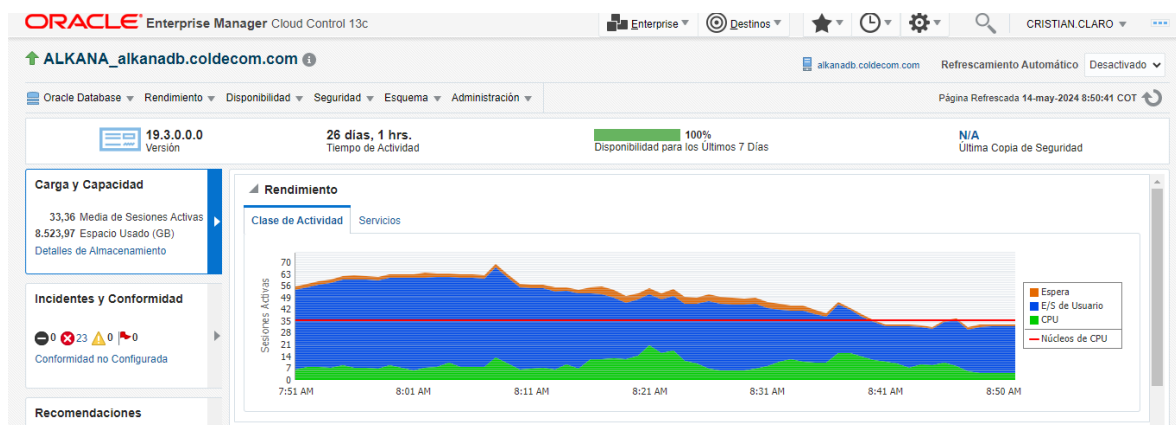 ORACLE Enterprise Manager Cloud Control 13c
Enterprise
Destinos
CRISTIAN.CLARO
ALKANA_alkanadb.coldecom.com
alkanadb.coldecom.com
Refrescamiento Automático
Desactivado
Oracle Database
Rendimiento
Disponibilidad
Seguridad
Esquema
Administración
Página Refrescada 14-may-2024 8:50:41 COT
19.3.0.0.0
Versión
26 días, 1 hrs.
Tiempo de Actividad
100%
Disponibilidad para los Últimos 7 Días
N/A
Última Copia de Seguridad
Carga y Capacidad
33,36 Media de Sesiones Activas
8.523,97 Espacio Usado (GB)
Detalles de Almacenamiento
Incidentes y Conformidad
0 23 0 0
Conformidad no Configurada
Recomendaciones
Rendimiento
Clase de Actividad
Servicios
Sesiones Activas
70
63
56
49
42
35
28
21
14
7
0
7:51 AM
8:01 AM
8:11 AM
8:21 AM
8:31 AM
8:41 AM
8:50 AM
Espera
E/S de Usuario
CPU
Núcleos de CPU